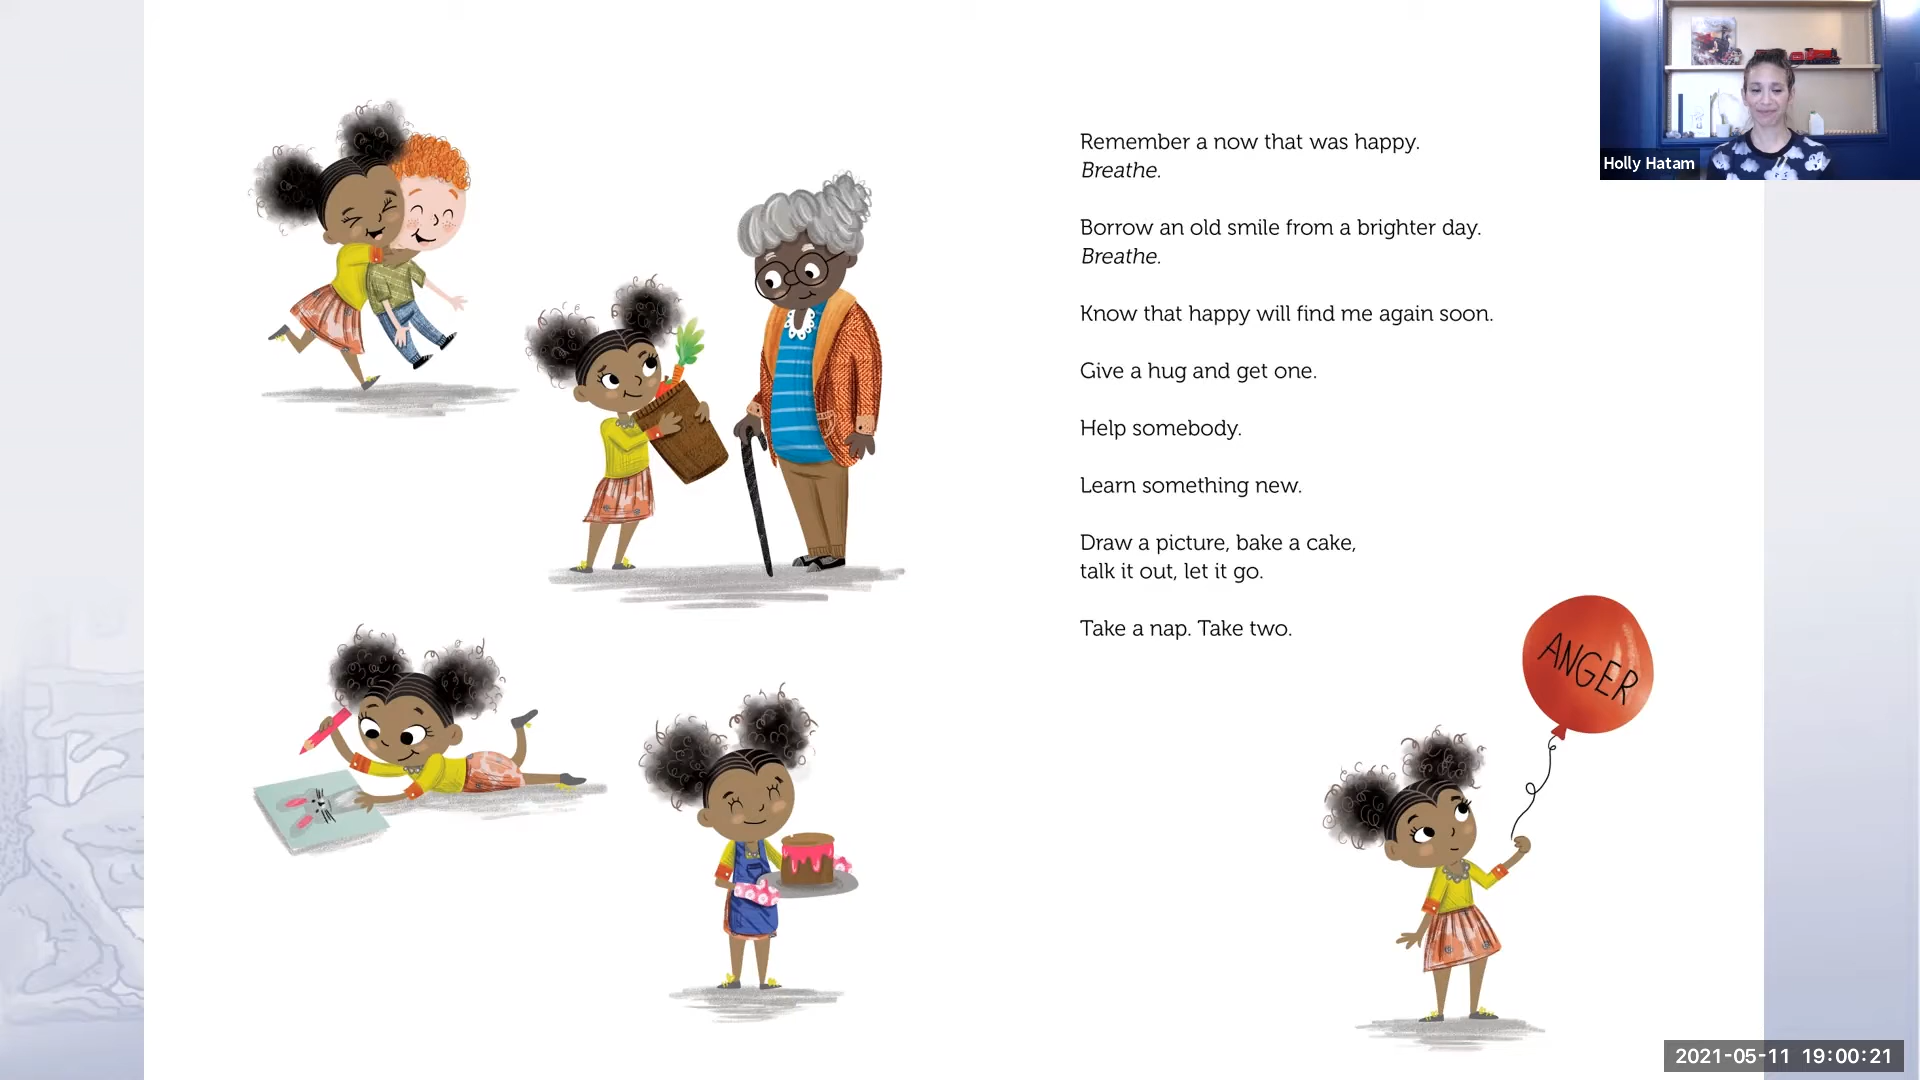 Remember a now that was happy.
Breathe.
Borrow an old smile from a brighter day.
Breathe.
Know that happy will find me again soon.
Give a hug and get one.
Help somebody.
Learn something new.
Draw a picture, bake a cake,
talk it out, let it go.
Take a nap. Take two.
ANGER
Holly Hatam
2021-05-11 19:00:21